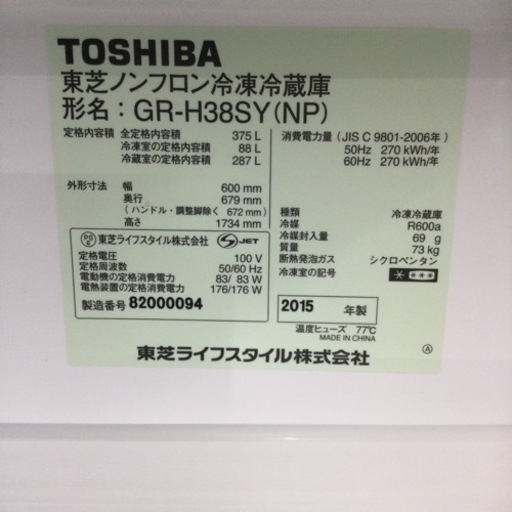 TOSHIBA
東芝ノンフロン冷凍冷蔵庫
形名：GR-H38SY(NP)
定格内容積 全定格内容積 375 L
冷凍室の定格内容積 88 L
冷蔵室の定格内容積 287 L
外形寸法 幅 600 mm
奥行 679 mm
(ハンドル・調整脚除く 672 mm)
高さ 1734 mm
PSE 東芝ライフスタイル株式会社 S-JET
定格電圧 100 V
定格周波数 50/60 Hz
電動機の定格消費電力 83/ 83 W
電熱装置の定格消費電力 176/176 W
製造番号 82000094
消費電力量 (JIS C 9801-2006年)
50Hz 270 kWh/年
60Hz 270 kWh/年
種類 冷凍冷蔵庫
冷媒 R600a
冷媒封入量 69 g
質量 73 kg
断熱発泡ガス シクロペンタン
冷凍室の記号 ****
2015 年製
温度ヒューズ 77℃
MADE IN CHINA
東芝ライフスタイル株式会社
Ⓐ